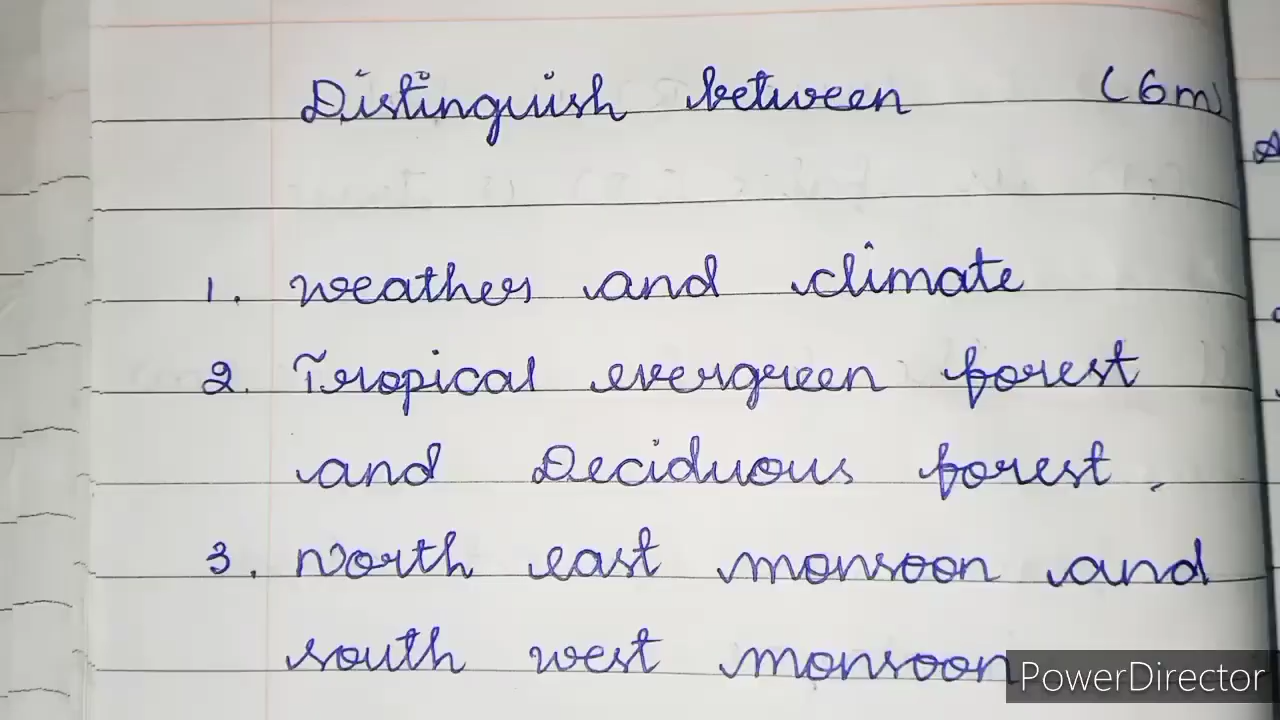 Distinguish between (6m)
1. weather and climate
2. Tropical evergreen forest
and Deciduous forest.
3. North east monsoon and
south west monsoon
PowerDirector